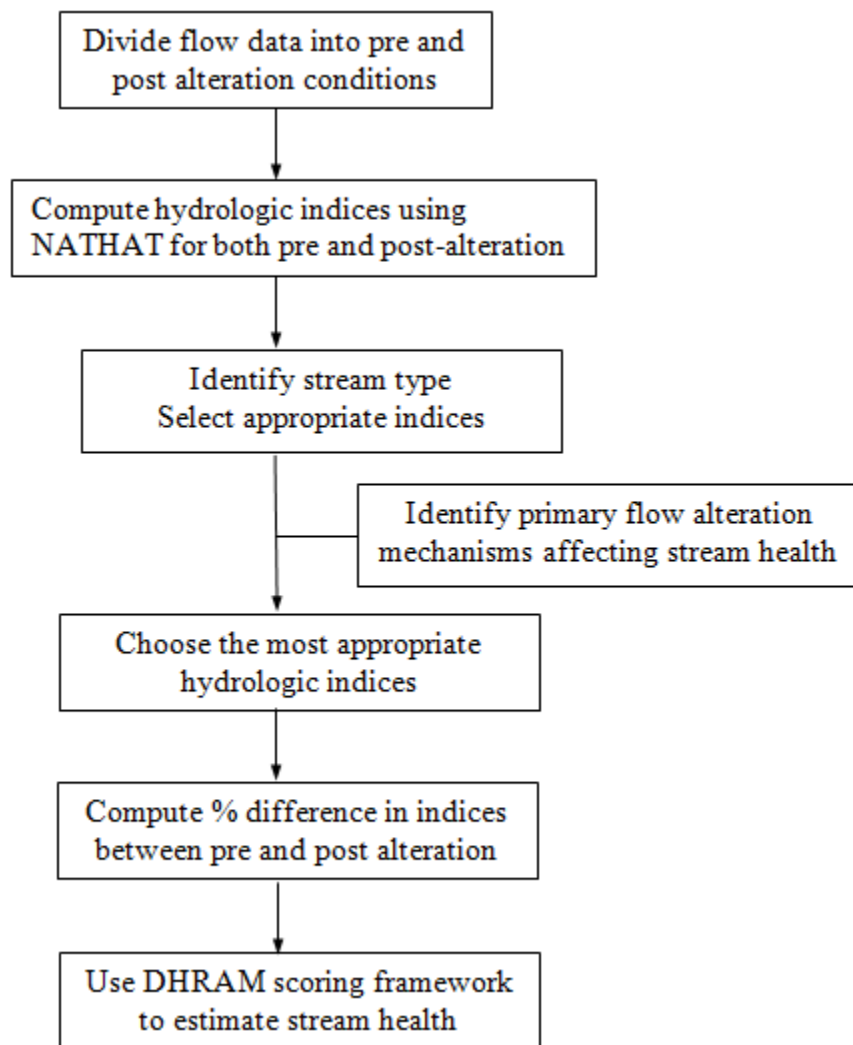 Divide flow data into pre and
post alteration conditions
Compute hydrologic indices using
NATHAT for both pre and post-alteration
Identify stream type
Select appropriate indices
Identify primary flow alteration
mechanisms affecting stream health
Choose the most appropriate
hydrologic indices
Compute % difference in indices
between pre and post alteration
Use DHRAM scoring framework
to estimate stream health